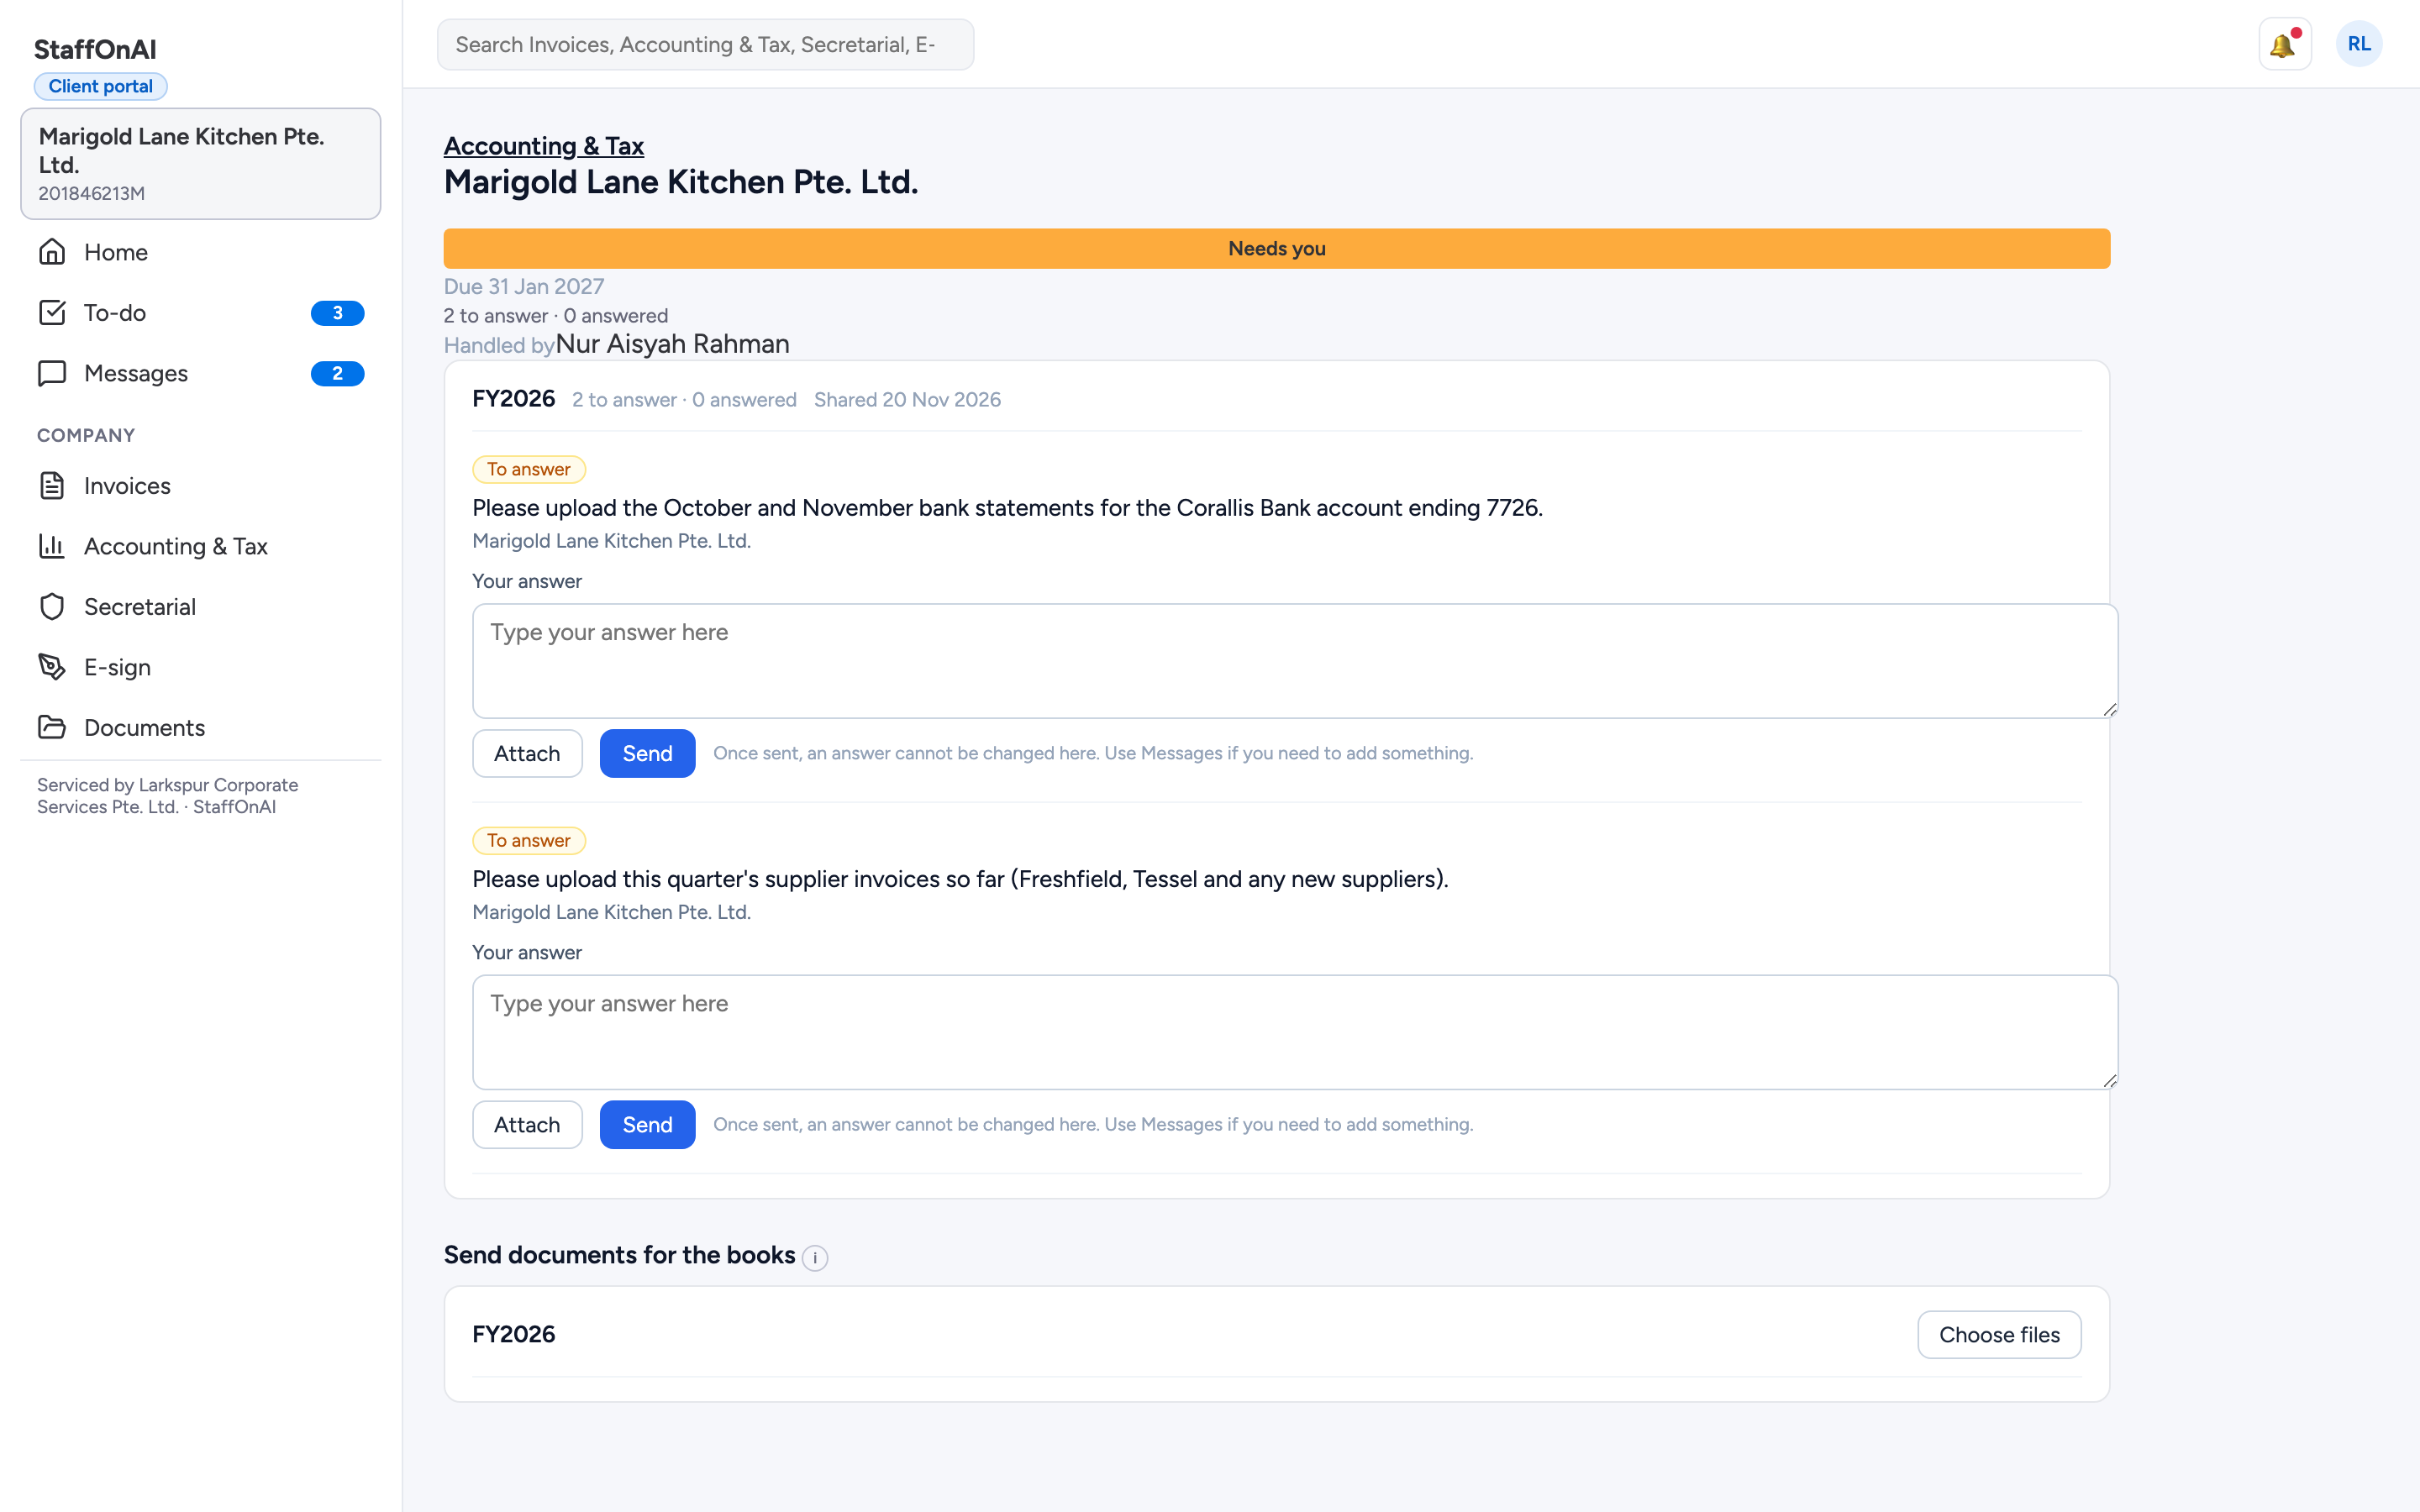 StaffOnAI
Client portal
Marigold Lane Kitchen Pte.
Ltd.
201846213M
Home
To-do
3
Messages
2
COMPANY
Invoices
Accounting & Tax
Secretarial
E-sign
Documents
Serviced by Larkspur Corporate
Services Pte. Ltd. · StaffOnAI
Search Invoices, Accounting & Tax, Secretarial, E-
RL
Accounting & Tax
Marigold Lane Kitchen Pte. Ltd.
Needs you
Due 31 Jan 2027
2 to answer · 0 answered
Handled byNur Aisyah Rahman
FY2026 2 to answer · 0 answered Shared 20 Nov 2026
To answer
Please upload the October and November bank statements for the Corallis Bank account ending 7726.
Marigold Lane Kitchen Pte. Ltd.
Your answer
Type your answer here
Attach Send Once sent, an answer cannot be changed here. Use Messages if you need to add something.
To answer
Please upload this quarter's supplier invoices so far (Freshfield, Tessel and any new suppliers).
Marigold Lane Kitchen Pte. Ltd.
Your answer
Type your answer here
Attach Send Once sent, an answer cannot be changed here. Use Messages if you need to add something.
Send documents for the books i
FY2026 Choose files